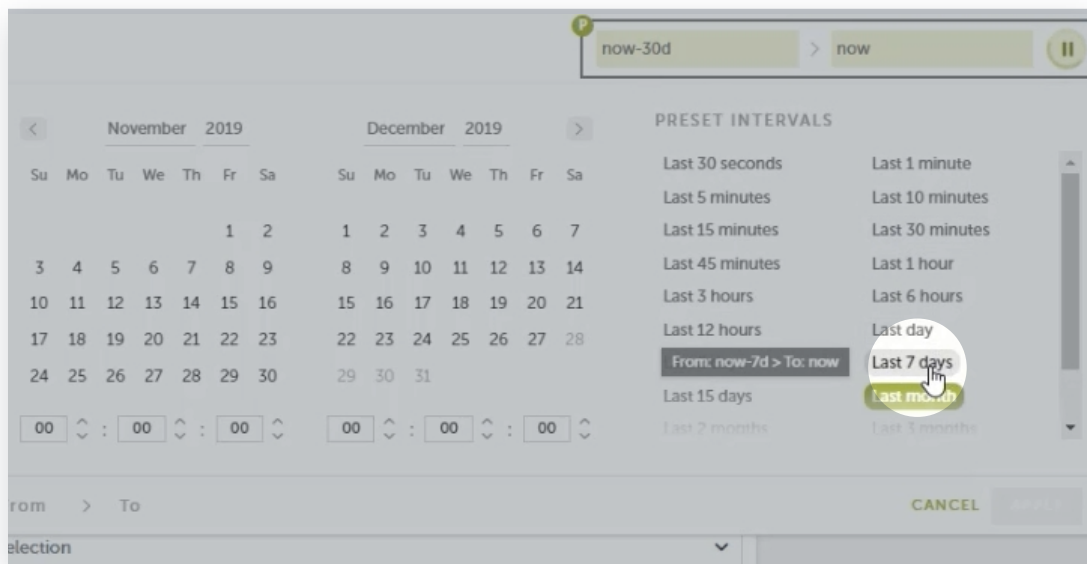 P
now-30d > now
November 2019
December 2019
PRESET INTERVALS
Su Mo Tu We Th Fr Sa
Su Mo Tu We Th Fr Sa
1 2
3 4 5 6 7 8 9
10 11 12 13 14 15 16
17 18 19 20 21 22 23
24 25 26 27 28 29 30
1 2 3 4 5 6 7
8 9 10 11 12 13 14
15 16 17 18 19 20 21
22 23 24 25 26 27 28
29 30 31
00 : 00 : 00
00 : 00 : 00
Last 30 seconds Last 1 minute
Last 5 minutes Last 10 minutes
Last 15 minutes Last 30 minutes
Last 45 minutes Last 1 hour
Last 3 hours Last 6 hours
Last 12 hours Last day
From: now-7d > To: now Last 7 days
Last 15 days Last month
Last 2 months Last 3 months
rom > To
CANCEL APPLY
election